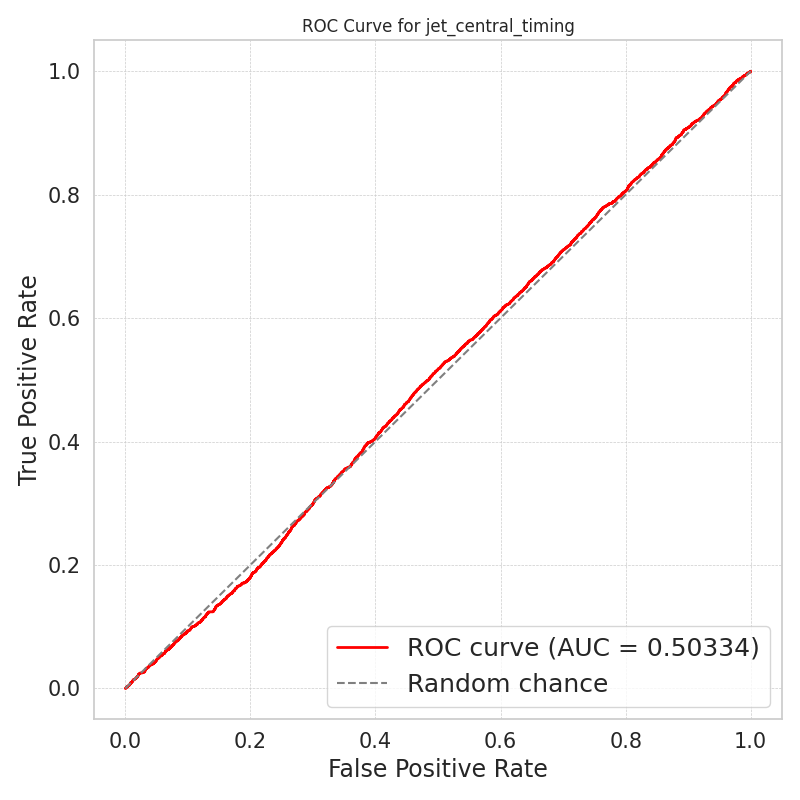 ROC Curve for jet_central_timing
1.0
0.8
0.6
0.4
0.2
0.0
True Positive Rate
ROC curve (AUC = 0.50334)
Random chance
0.0 0.2 0.4 0.6 0.8 1.0
False Positive Rate